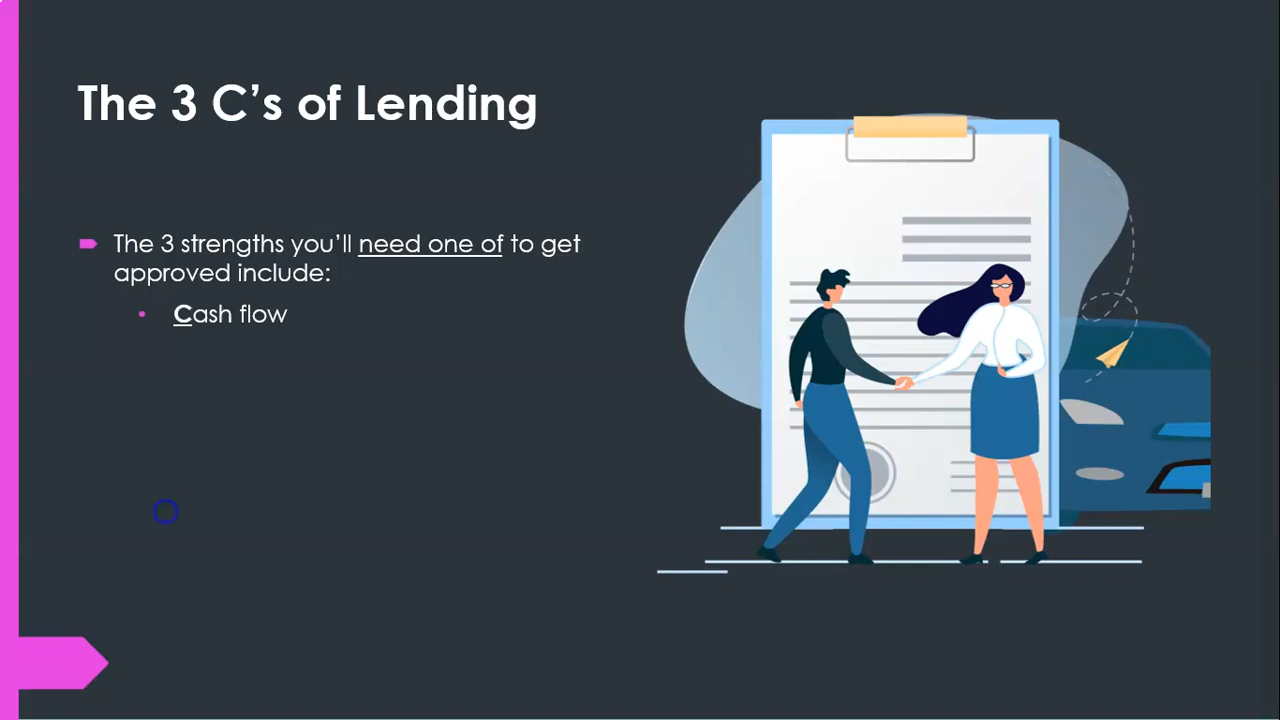 The 3 C’s of Lending
The 3 strengths you’ll need one of to get
approved include:
Cash flow